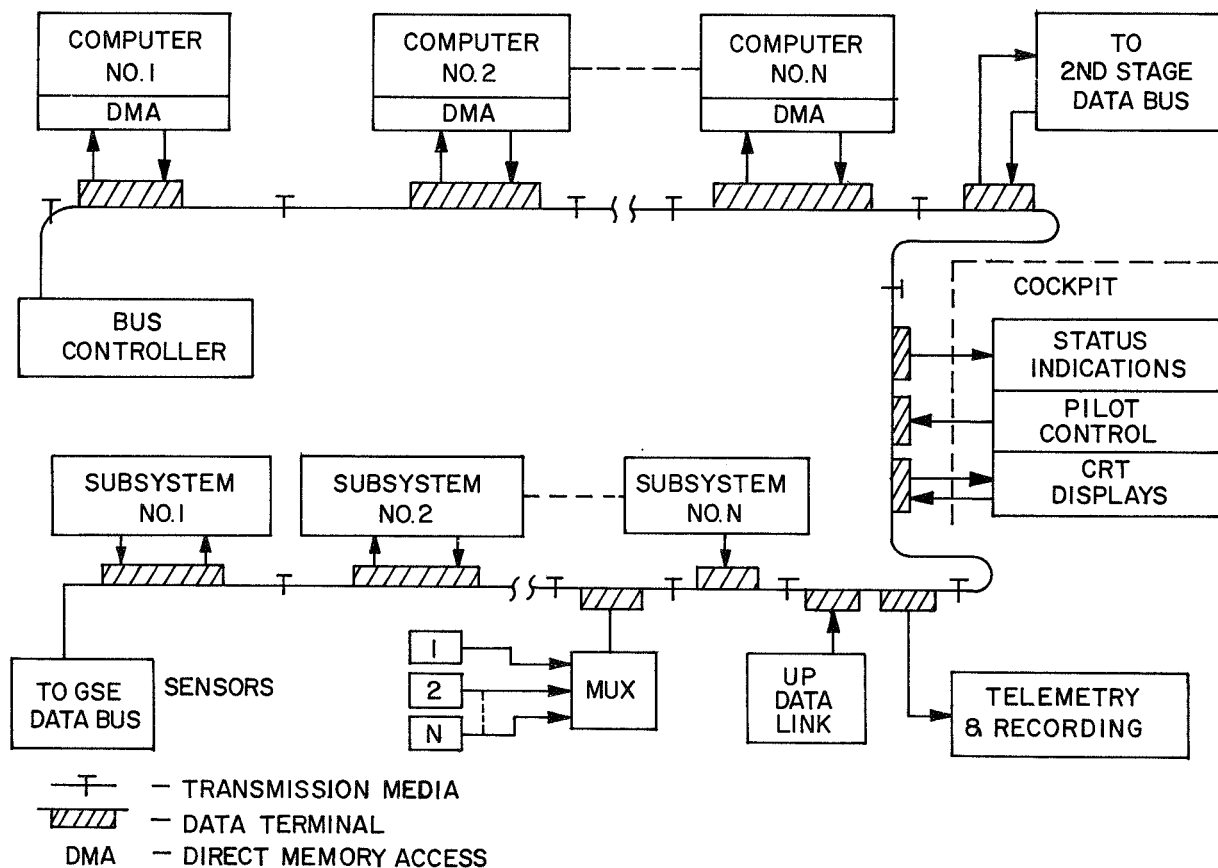 COMPUTER
NO. 1
DMA
COMPUTER
NO. 2
DMA
COMPUTER
NO. N
DMA
TO
2ND STAGE
DATA BUS
BUS
CONTROLLER
COCKPIT
STATUS
INDICATIONS
PILOT
CONTROL
CRT
DISPLAYS
SUBSYSTEM
NO. 1
SUBSYSTEM
NO. 2
SUBSYSTEM
NO. N
TO GSE
DATA BUS
SENSORS
1
2
N
MUX
UP
DATA
LINK
TELEMETRY
& RECORDING
– TRANSMISSION MEDIA
– DATA TERMINAL
DMA – DIRECT MEMORY ACCESS